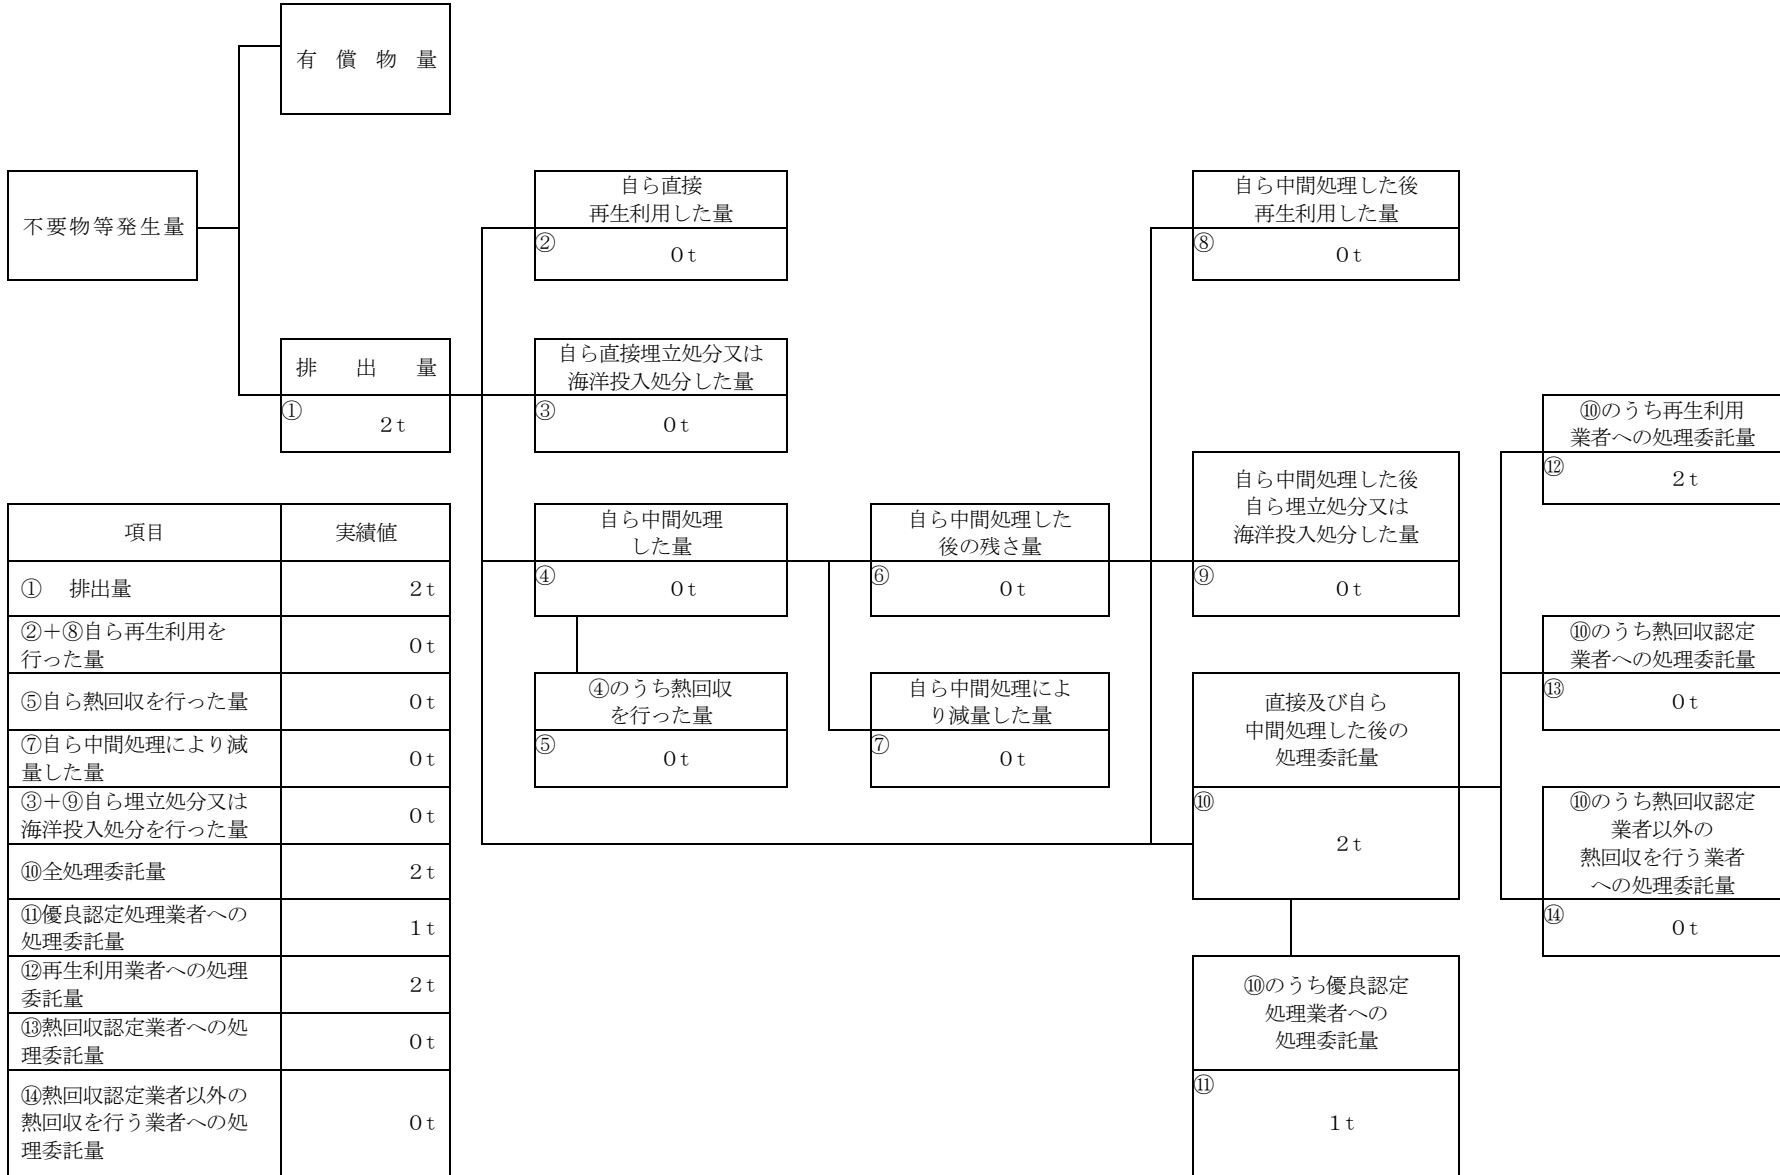 有償物量
不要物等発生量
自ら直接
再生利用した量
②
0t
自ら中間処理した後
再生利用した量
⑧
0t
排出量
①
2t
自ら直接埋立処分又は
海洋投入処分した量
③
0t
⑩のうち再生利用
業者への処理委託量
⑫
2t
自ら中間処理
した量
④
0t
自ら中間処理した
後の残さ量
⑥
0t
自ら中間処理した後
自ら埋立処分又は
海洋投入処分した量
⑨
0t
⑩のうち熱回収認定
業者への処理委託量
⑬
0t
④のうち熱回収
を行った量
⑤
0t
自ら中間処理によ
り減量した量
⑦
0t
直接及び自ら
中間処理した後の
処理委託量
⑩
2t
⑩のうち熱回収認定
業者以外の
熱回収を行う業者
への処理委託量
⑭
0t
⑩のうち優良認定
処理業者への
処理委託量
⑪
1t
項目 実績値
① 排出量 2t
②+⑧自ら再生利用を
行った量 0t
⑤自ら熱回収を行った量 0t
⑦自ら中間処理により減
量した量 0t
③+⑨自ら埋立処分又は
海洋投入処分を行った量 0t
⑩全処理委託量 2t
⑪優良認定処理業者への
処理委託量 1t
⑫再生利用業者への処理
委託量 2t
⑬熱回収認定業者への処
理委託量 0t
⑭熱回収認定業者以外の
熱回収を行う業者への処
理委託量 0t